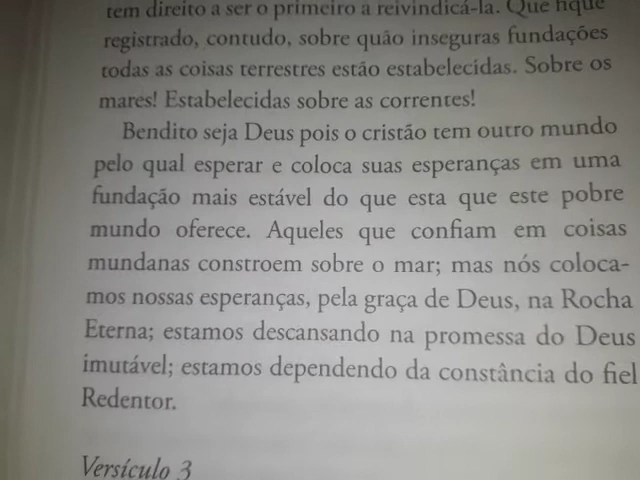 tem direito a ser o primeiro a reivindicá-la. Que fique
registrado, contudo, sobre quão inseguras fundações
todas as coisas terrestres estão estabelecidas. Sobre os
mares! Estabelecidas sobre as correntes!
Bendito seja Deus pois o cristão tem outro mundo
pelo qual esperar e coloca suas esperanças em uma
fundação mais estável do que esta que este pobre
mundo oferece. Aqueles que confiam em coisas
mundanas constroem sobre o mar; mas nós coloca-
mos nossas esperanças, pela graça de Deus, na Rocha
Eterna; estamos descansando na promessa do Deus
imutável; estamos dependendo da constância do fiel
Redentor.
Versículo 3